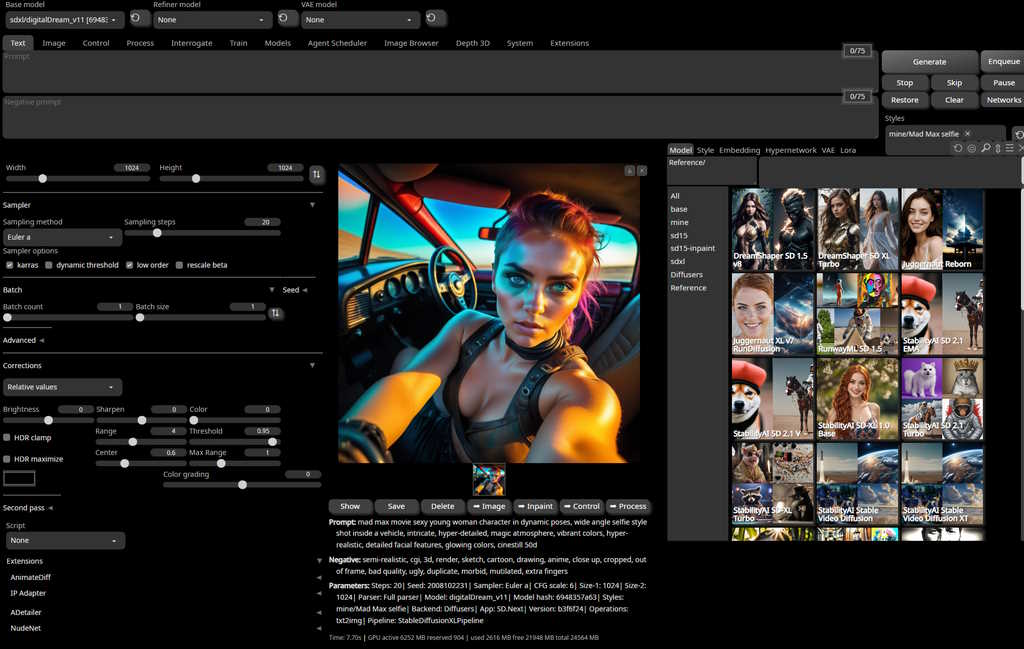 Base model
Refiner model
VAE model
sdxl/digitalDream_v11 [6948:
None
None
Text Image Control Process Interrogate Train Models Agent Scheduler Image Browser Depth 3D System Extensions
Prompt
0/75
Negative prompt
0/75
Generate
Enqueue
Stop
Skip
Pause
Restore
Clear
Networks
Styles
mine/Mad Max selfie ×
Width
1024
Height
1024
Sampler
Sampling method
Euler a
Sampling steps
20
Sampler options
karras
dynamic threshold
low order
rescale beta
Batch
Seed
Batch count
1
Batch size
1
Advanced
Corrections
Relative values
Brightness
0
Sharpen
0
Color
0
HDR clamp
Range
4
Threshold
0.95
HDR maximize
Center
0.6
Max Range
1
Color grading
0
Second pass
Script
None
Extensions
AnimateDiff
IP Adapter
ADetailer
NudeNet
Show
Save
Delete
➡ Image
➡ Inpaint
➡ Control
➡ Process
Prompt: mad max movie sexy young woman character in dynamic poses, wide angle selfie style
shot inside a vehicle, intricate, hyper-detailed, magic atmosphere, vibrant colors, hyper-
realistic, detailed facial features, glowing colors, cinestill 50d
Negative: semi-realistic, cgi, 3d, render, sketch, cartoon, drawing, anime, close up, cropped, out
of frame, bad quality, ugly, duplicate, morbid, mutilated, extra fingers
Parameters: Steps: 20| Seed: 2008102231| Sampler: Euler a| CFG scale: 6| Size-1: 1024| Size-2:
1024| Parser: Full parser| Model: digitalDream_v11| Model hash: 6948357a63| Styles:
mine/Mad Max selfie| Backend: Diffusers| App: SD.Next| Version: b3f6f24| Operations:
txt2img| Pipeline: StableDiffusionXLPipeline
Time: 7.70s | GPU active 6252 MB reserved 904 | used 2616 MB free 21948 MB total 24564 MB
Model Style Embedding Hypernetwork VAE Lora
Reference/
All
base
mine
sd15
sd15-inpaint
sdxl
Diffusers
Reference
DreamShaper SD 1.5
v8
DreamShaper SD XL
Turbo
Juggernaut Reborn
Juggernaut XL v7
RunDiffusion
RunwayML SD 1.5
StabilityAI SD 2.1
EMA
StabilityAI SD 2.1 V
StabilityAI SD-XL 1.0
Base
StabilityAI SD 2.1
Turbo
StabilityAI SD-XL
Turbo
StabilityAI Stable
Video Diffusion
StabilityAI Stable
Video Diffusion XT